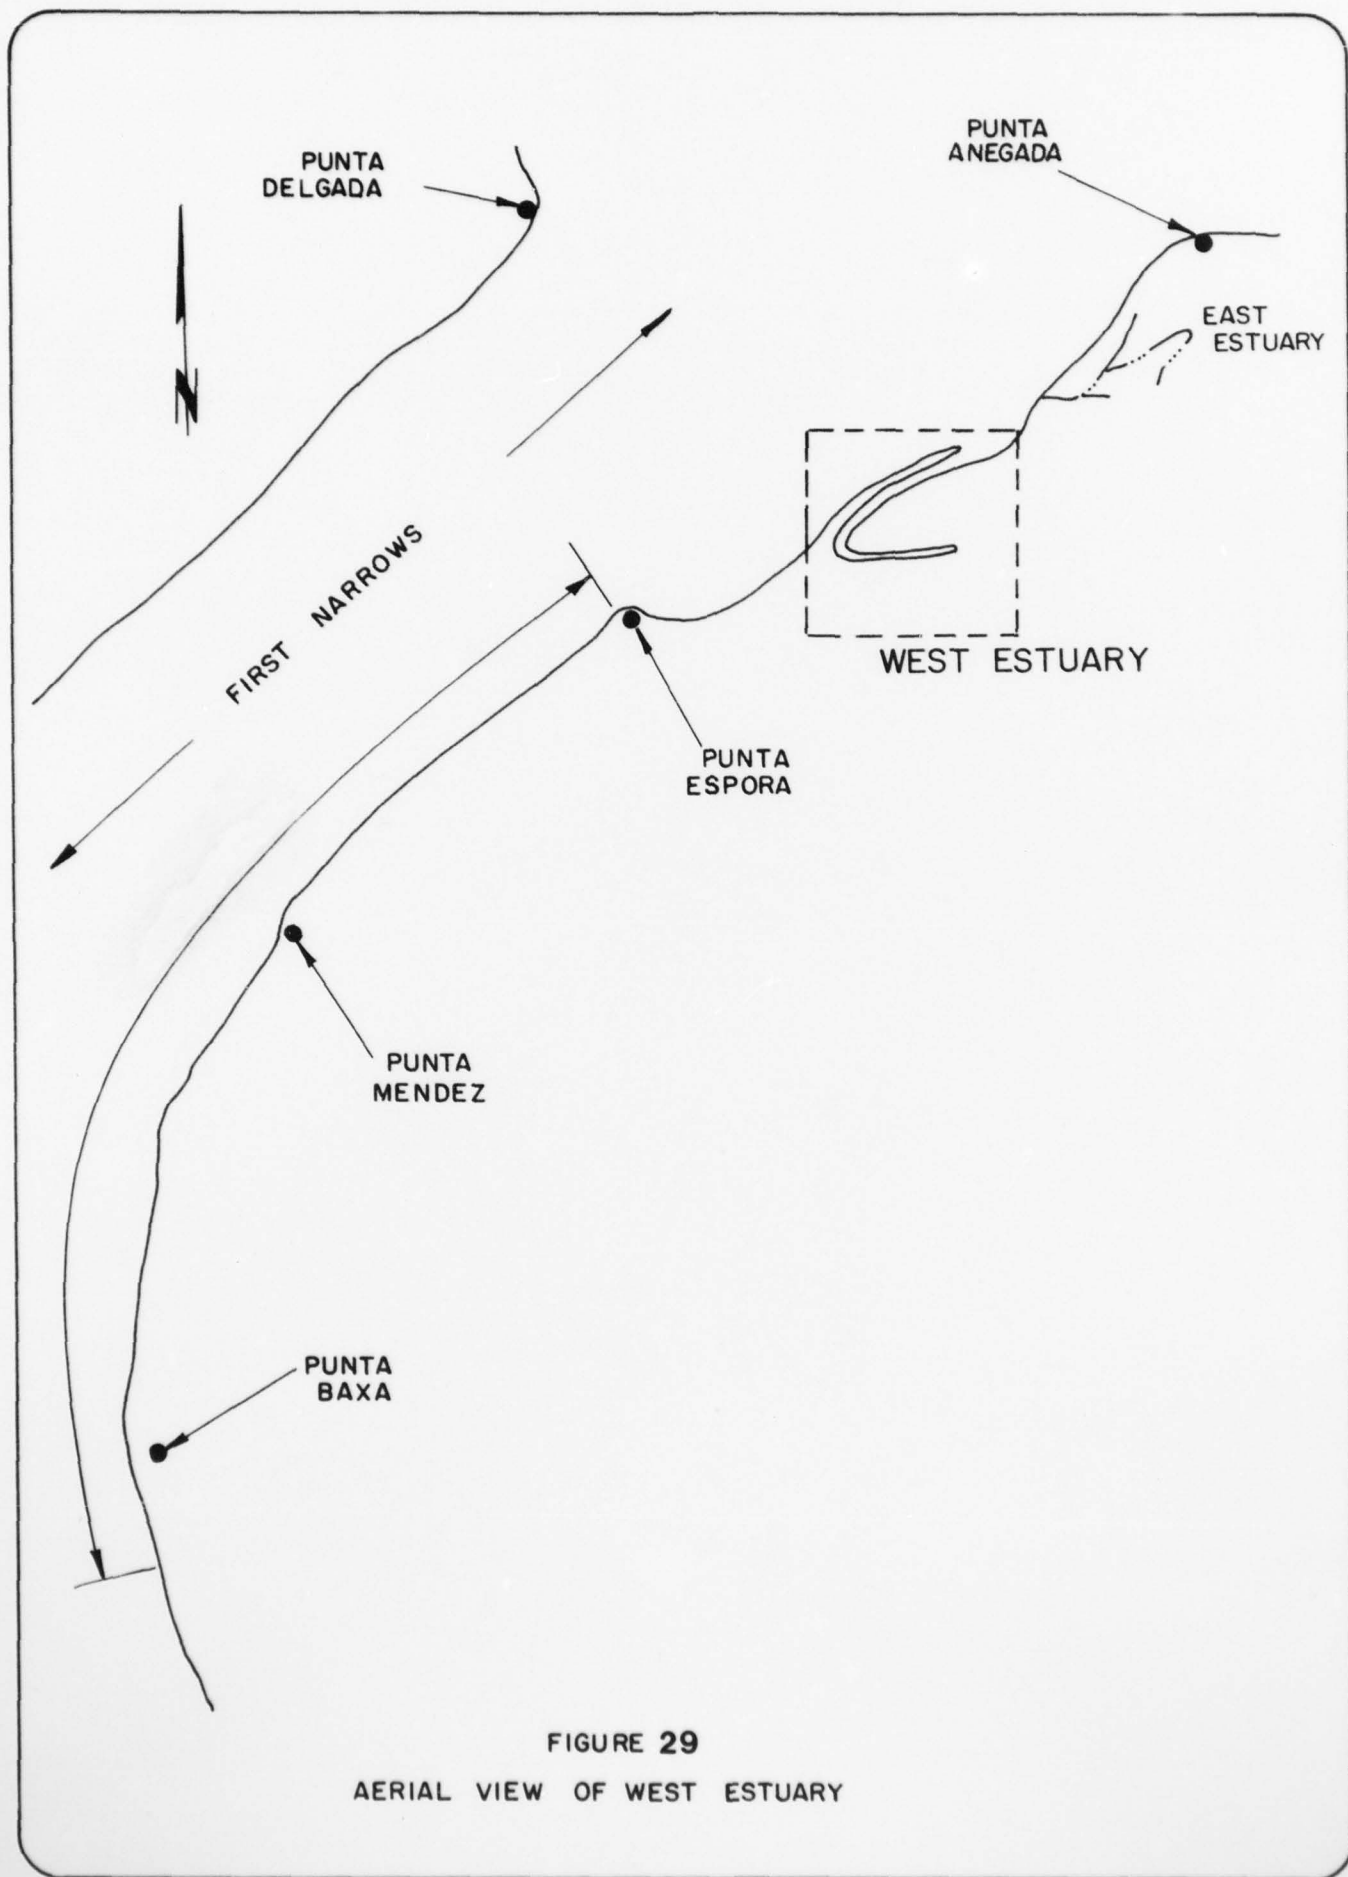 PUNTA
DELGADA
PUNTA
ANEGADA
N
EAST
ESTUARY
FIRST NARROWS
WEST ESTUARY
PUNTA
ESPORA
PUNTA
MENDEZ
PUNTA
BAXA
FIGURE 29
AERIAL VIEW OF WEST ESTUARY